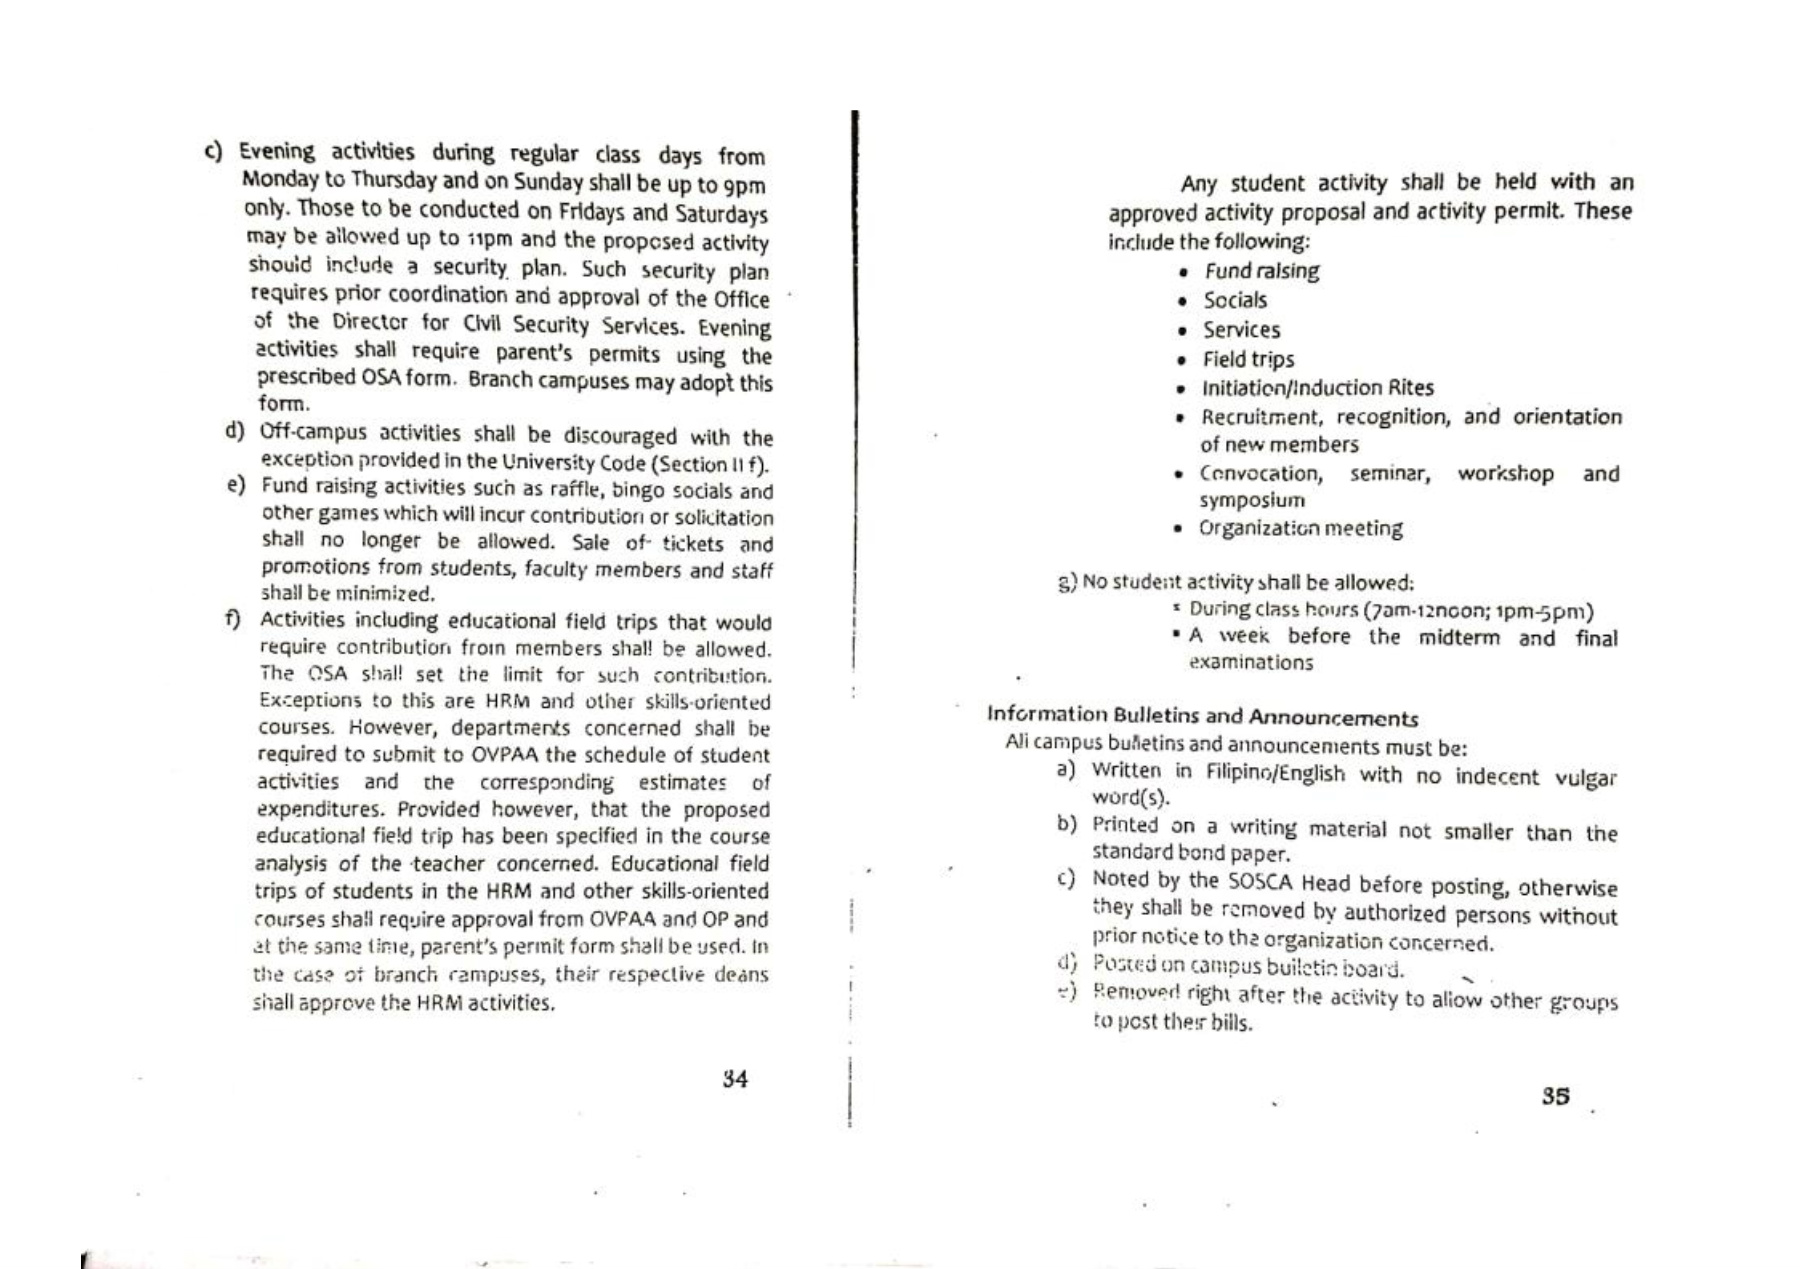 c) Evening activities during regular class days from
Monday to Thursday and on Sunday shall be up to 9pm
only. Those to be conducted on Fridays and Saturdays
may be allowed up to 11pm and the proposed activity
should include a security plan. Such security plan
requires prior coordination and approval of the Office
of the Director for Civil Security Services. Evening
activities shall require parent's permits using the
prescribed OSA form. Branch campuses may adopt this
form.
d) Off-campus activities shall be discouraged with the
exception provided in the University Code (Section II f).
e) Fund raising activities such as raffle, bingo socials and
other games which will incur contribution or solicitation
shall no longer be allowed. Sale of tickets and
promotions from students, faculty members and staff
shall be minimized.
f) Activities including educational field trips that would
require contribution from members shall be allowed.
The OSA shall set the limit for such contribution.
Exceptions to this are HRM and other skills-oriented
courses. However, departments concerned shall be
required to submit to OVPAA the schedule of student
activities and the corresponding estimates of
expenditures. Provided however, that the proposed
educational field trip has been specified in the course
analysis of the teacher concerned. Educational field
trips of students in the HRM and other skills-oriented
courses shall require approval from OVPAA and OP and
at the same time, parent's permit form shall be used. In
the case of branch campuses, their respective deans
shall approve the HRM activities.
34
Any student activity shall be held with an
approved activity proposal and activity permit. These
include the following:
• Fund raising
• Socials
• Services
• Field trips
• Initiation/Induction Rites
• Recruitment, recognition, and orientation
of new members
• Convocation, seminar, workshop and
symposium
• Organization meeting
g) No student activity shall be allowed:
▪ During class hours (7am-12noon; 1pm-5pm)
▪ A week before the midterm and final
examinations
Information Bulletins and Announcements
All campus bulletins and announcements must be:
a) Written in Filipino/English with no indecent vulgar
word(s).
b) Printed on a writing material not smaller than the
standard bond paper.
c) Noted by the SOSCA Head before posting, otherwise
they shall be removed by authorized persons without
prior notice to the organization concerned.
d) Posted on campus bulletin board.
e) Removed right after the activity to allow other groups
to post their bills.
35